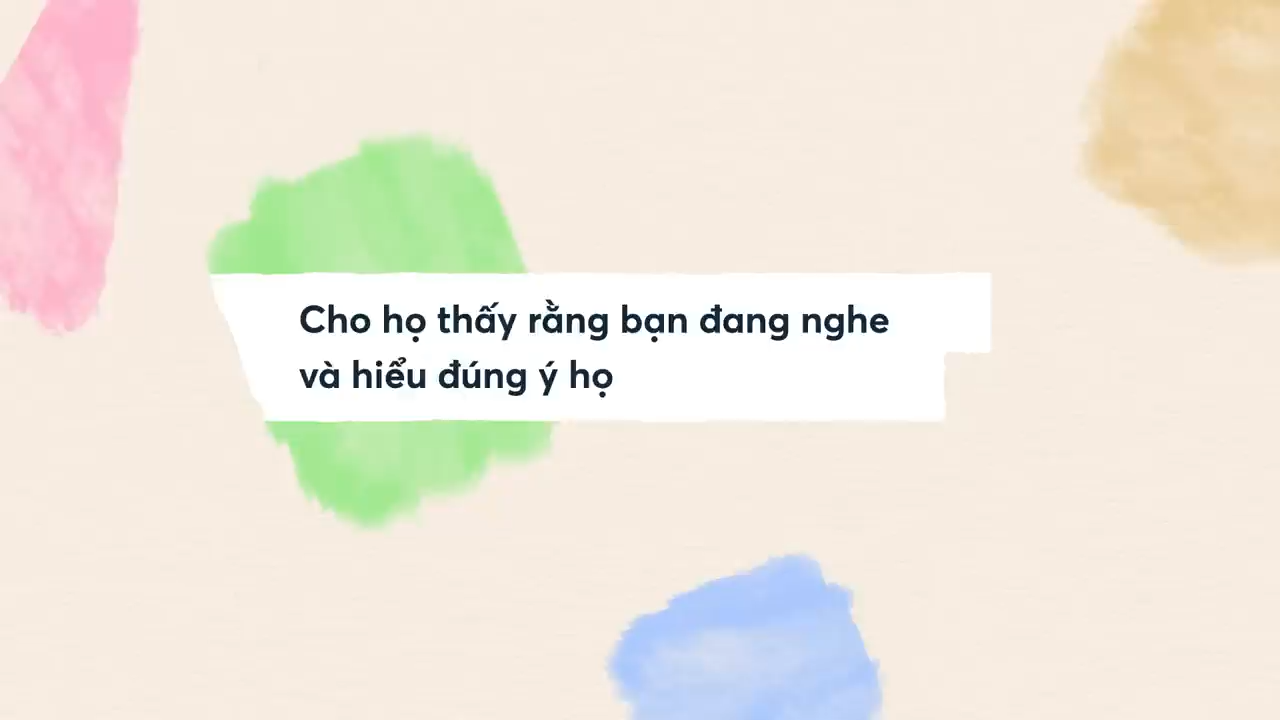 Cho họ thấy rằng bạn đang nghe
và hiểu đúng ý họ